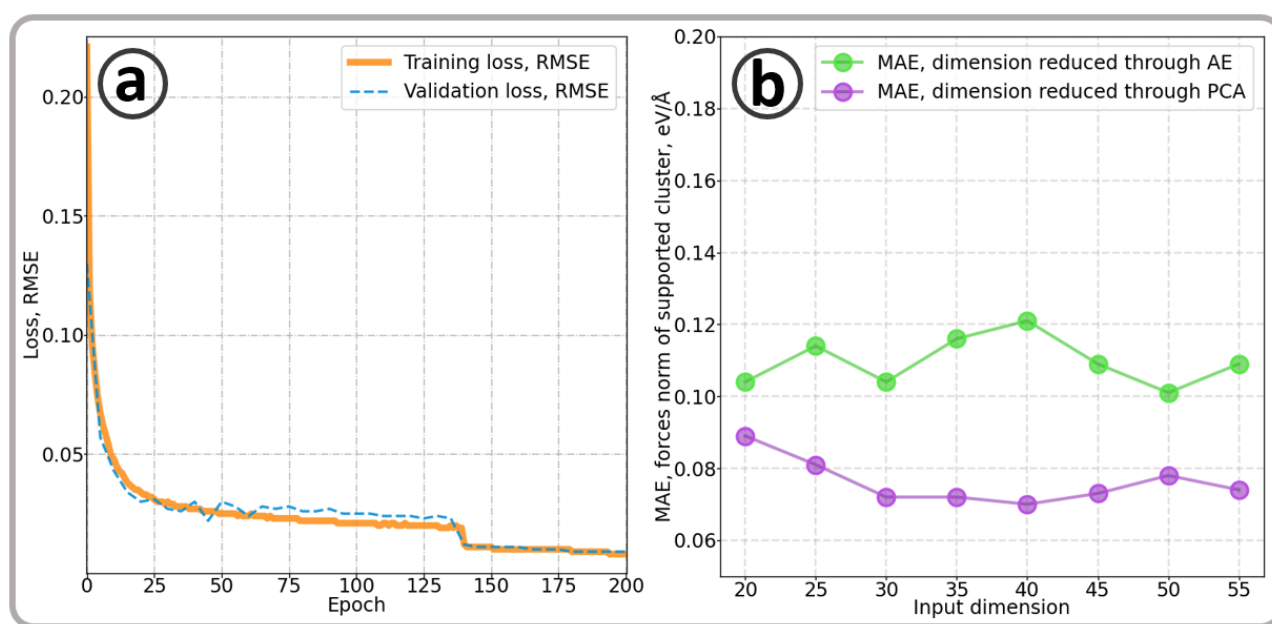 a
Training loss, RMSE
Validation loss, RMSE
Loss, RMSE
0.20
0.15
0.10
0.05
0 25 50 75 100 125 150 175 200
Epoch
b
MAE, dimension reduced through AE
MAE, dimension reduced through PCA
MAE, forces norm of supported cluster, eV/Å
0.20
0.18
0.16
0.14
0.12
0.10
0.08
0.06
20 25 30 35 40 45 50 55
Input dimension